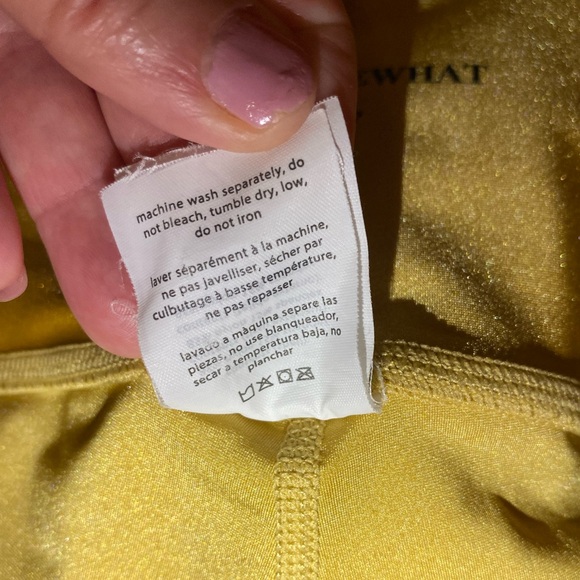 EWHAT
machine wash separately, do
not bleach, tumble dry, low,
do not iron
laver séparément à la machine,
ne pas javelliser, sécher par
culbutage à basse température,
ne pas repasser
lavado a màquina separe las
piezas, no use blanqueador,
secar a temperatura baja, no
planchar